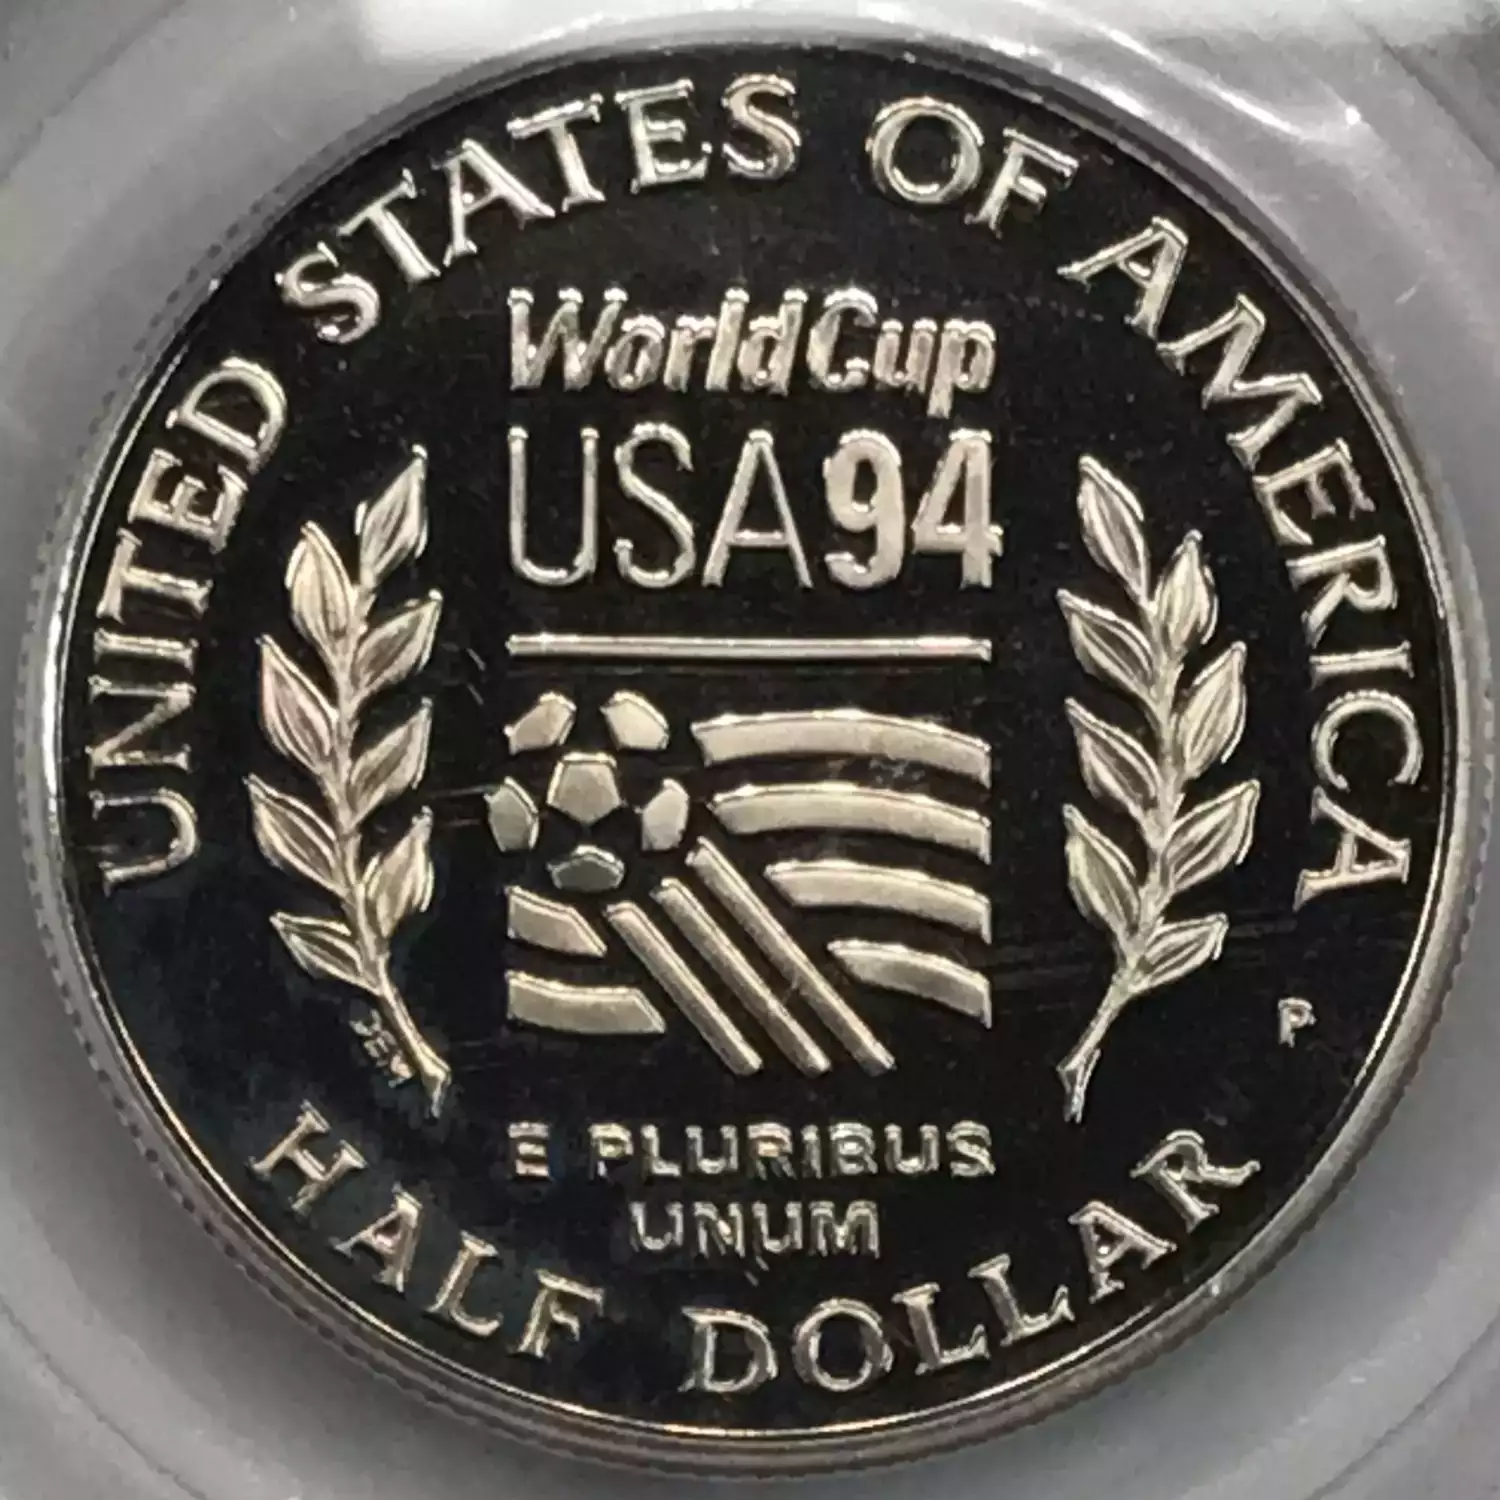 UNITED STATES OF AMERICA
WorldCup
USA94
P
E PLURIBUS
UNUM
HALF DOLLAR